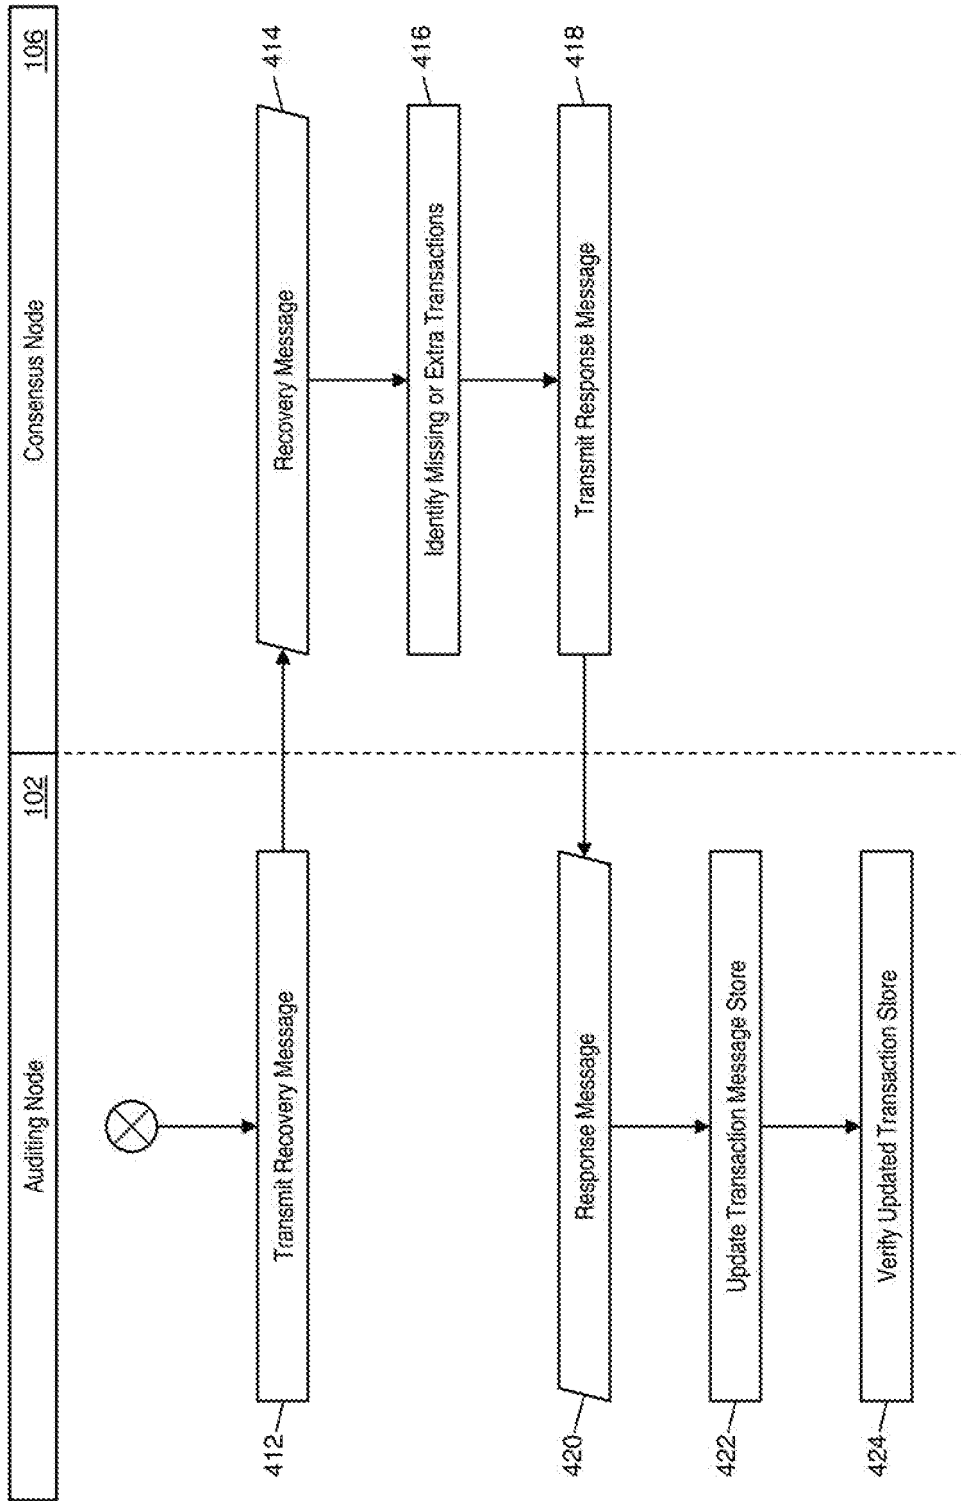 Auditing Node 102
Consensus Node 106
412 Transmit Recovery Message
Recovery Message 414
Identify Missing or Extra Transactions 416
Transmit Response Message 418
420 Response Message
422 Update Transaction Message Store
424 Verify Updated Transaction Store